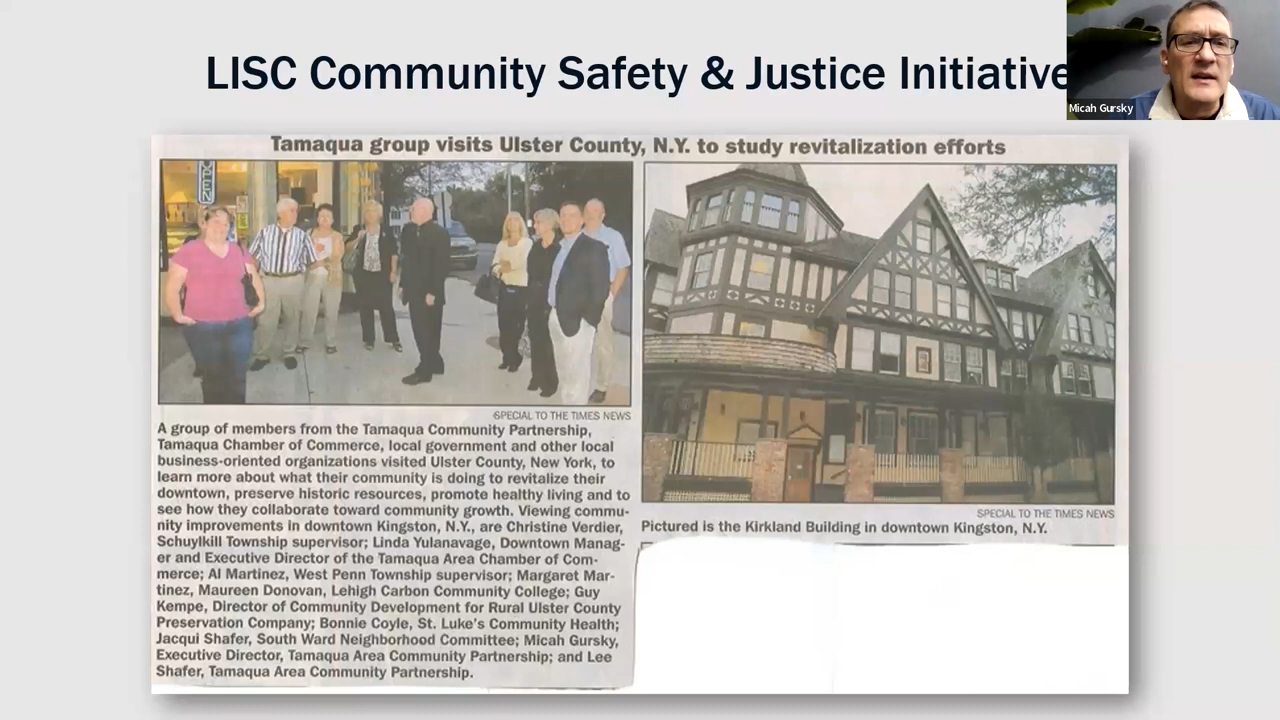 LISC Community Safety & Justice Initiative
Micah Gursky
Tamaqua group visits Ulster County, N.Y. to study revitalization efforts
OPEN
SPECIAL TO THE TIMES NEWS
A group of members from the Tamaqua Community Partnership,
Tamaqua Chamber of Commerce, local government and other local
business-oriented organizations visited Ulster County, New York, to
learn more about what their community is doing to revitalize their
downtown, preserve historic resources, promote healthy living and to
see how they collaborate toward community growth. Viewing commu-
nity improvements in downtown Kingston, N.Y., are Christine Verdier,
Schuylkill Township supervisor; Linda Yulanavage, Downtown Manag-
er and Executive Director of the Tamaqua Area Chamber of Com-
merce; Al Martinez, West Penn Township supervisor; Margaret Mar-
tinez, Maureen Donovan, Lehigh Carbon Community College; Guy
Kempe, Director of Community Development for Rural Ulster County
Preservation Company; Bonnie Coyle, St. Luke's Community Health;
Jacqui Shafer, South Ward Neighborhood Committee; Micah Gursky,
Executive Director, Tamaqua Area Community Partnership; and Lee
Shafer, Tamaqua Area Community Partnership.
SPECIAL TO THE TIMES NEWS
Pictured is the Kirkland Building in downtown Kingston, N.Y.